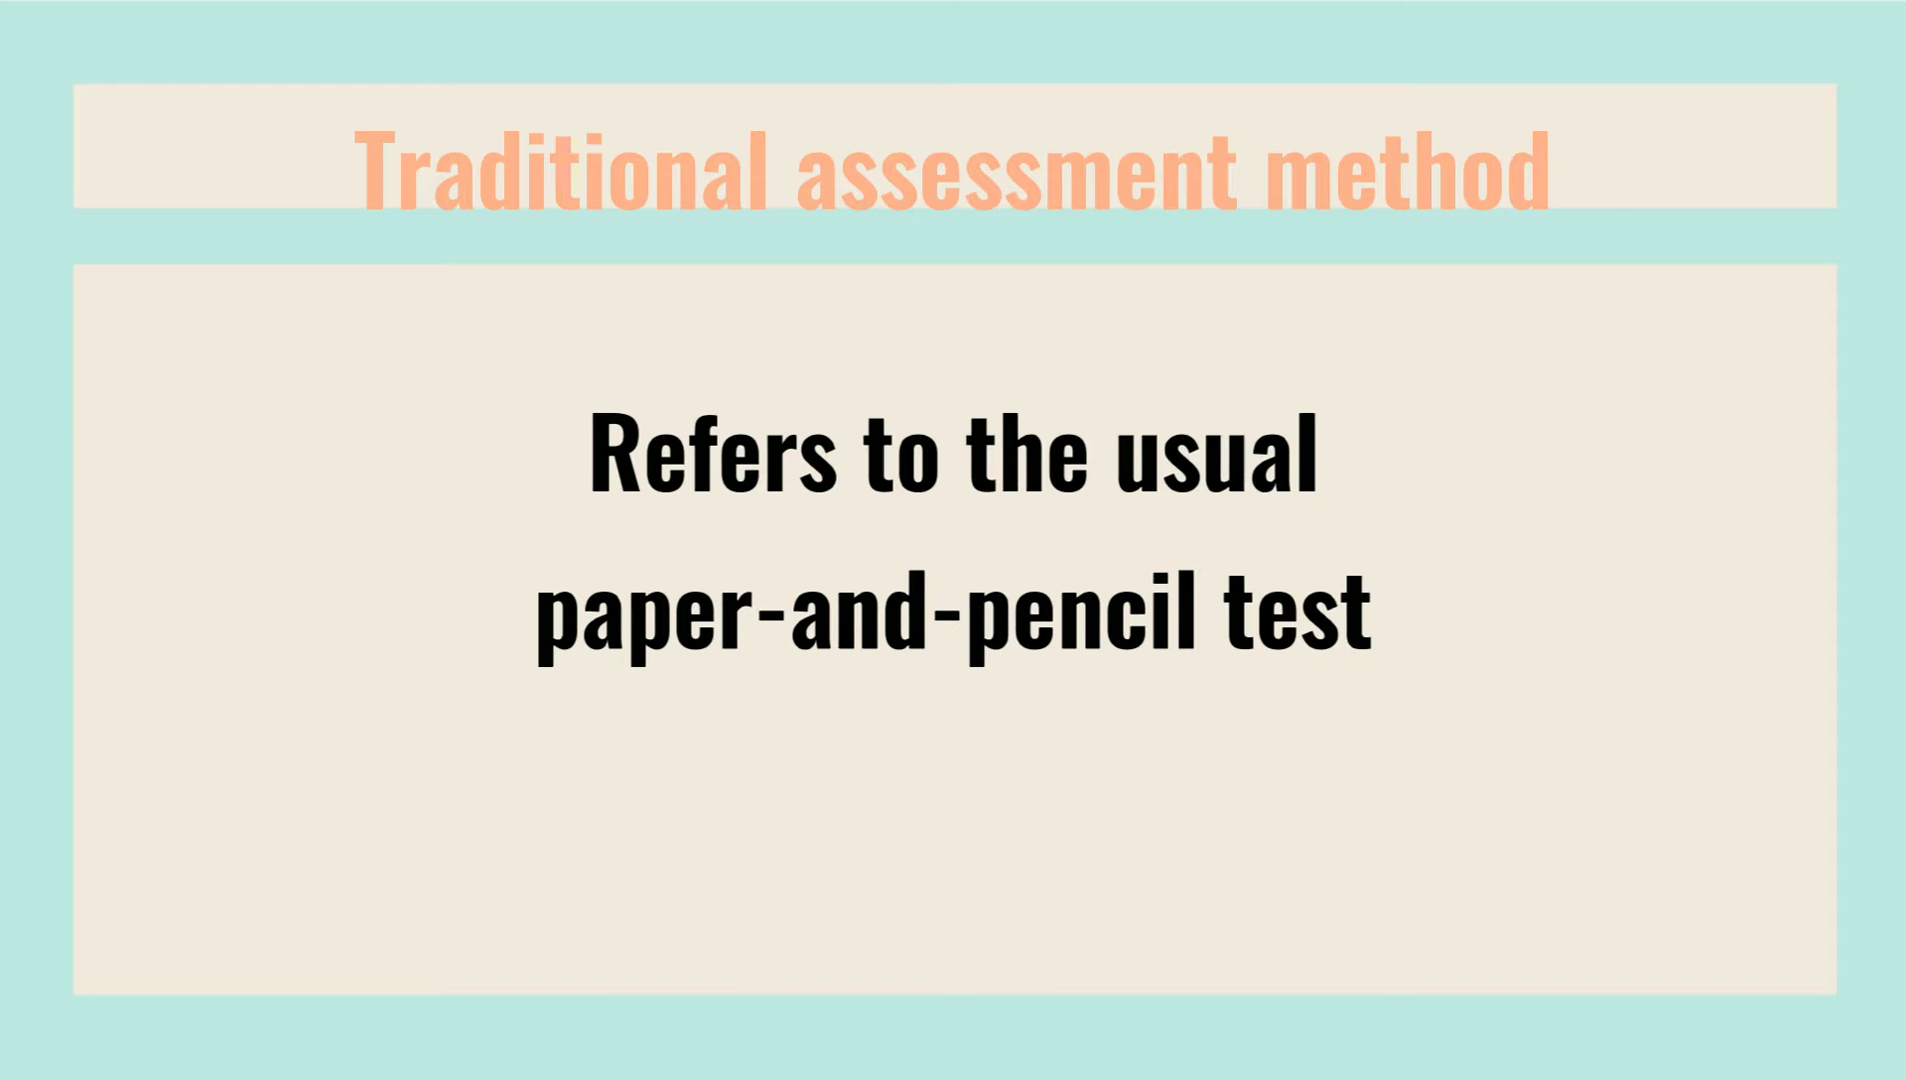 Traditional assessment method
Refers to the usual
paper-and-pencil test